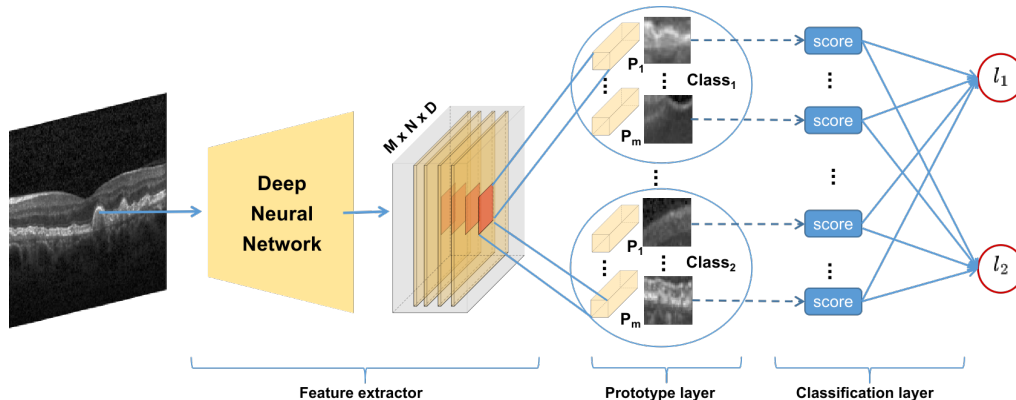 Deep
Neural
Network
M x N x D
P1
Class1
Pm
P1
Class2
Pm
score
score
score
score
l1
l2
Feature extractor
Prototype layer
Classification layer